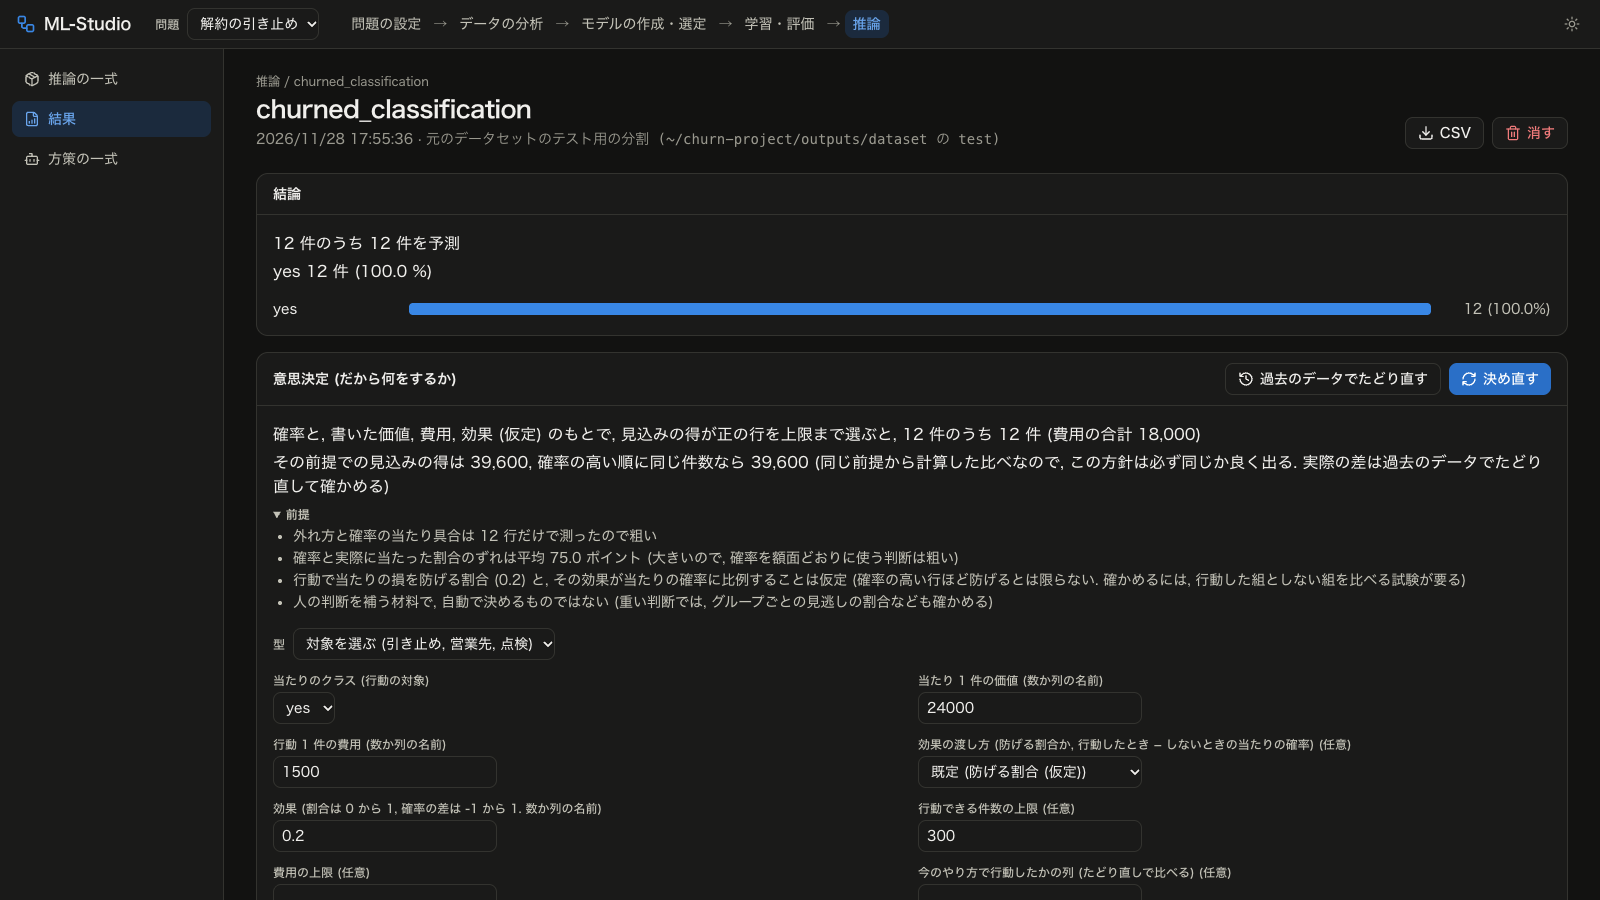 ML-Studio 問題 解約の引き止め 問題の設定 → データの分析 → モデルの作成・選定 → 学習・評価 → 推論
推論の一式
結果
方策の一式
推論 / churned_classification
churned_classification
2026/11/28 17:55:36 · 元のデータセットのテスト用の分割 (~/churn-project/outputs/dataset の test)
CSV
消す
結論
12 件のうち 12 件を予測
yes 12 件 (100.0 %)
yes 12 (100.0%)
意思決定 (だから何をするか)
過去のデータでたどり直す
決め直す
確率と, 書いた価値, 費用, 効果 (仮定) のもとで, 見込みの得が正の行を上限まで選ぶと, 12 件のうち 12 件 (費用の合計 18,000)
その前提での見込みの得は 39,600, 確率の高い順に同じ件数なら 39,600 (同じ前提から計算した比べなので, この方針は必ず同じか良く出る. 実際の差は過去のデータでたどり
直して確かめる)
▼ 前提
• 外れ方と確率の当たり具合は 12 行だけで測ったので粗い
• 確率と実際に当たった割合のずれは平均 75.0 ポイント (大きいので, 確率を額面どおりに使う判断は粗い)
• 行動で当たりの損を防げる割合 (0.2) と, その効果が当たりの確率に比例することは仮定 (確率の高い行ほど防げるとは限らない. 確かめるには, 行動した組としない組を比べる試験が要る)
• 人の判断を補う材料で, 自動で決めるものではない (重い判断では, グループごとの見逃しの割合なども確かめる)
型 対象を選ぶ (引き止め, 営業先, 点検)
当たりのクラス (行動の対象)
yes
当たり 1 件の価値 (数か列の名前)
24000
行動 1 件の費用 (数か列の名前)
1500
効果の渡し方 (防げる割合か, 行動したとき − しないときの当たりの確率) (任意)
既定 (防げる割合 (仮定))
効果 (割合は 0 から 1, 確率の差は -1 から 1. 数か列の名前)
0.2
行動できる件数の上限 (任意)
300
費用の上限 (任意)
今のやり方で行動したかの列 (たどり直しで比べる) (任意)